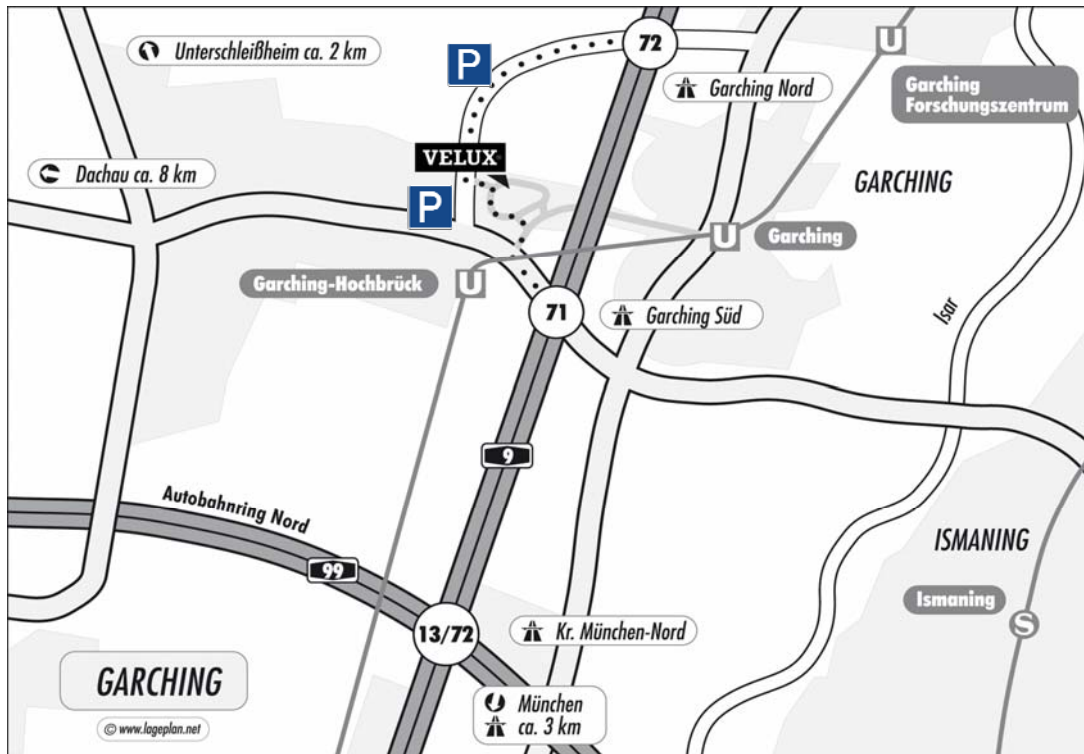 72
U
Unterschleißheim ca. 2 km
P
Garching Nord
Garching
Forschungszentrum
VELUX
Dachau ca. 8 km
GARCHING
P
U
Garching
Garching-Hochbrück
U
71
Garching Süd
Isar
9
Autobahnring Nord
ISMANING
99
Ismaning
S
13/72
Kr. München-Nord
GARCHING
München
ca. 3 km
© www.lageplan.net